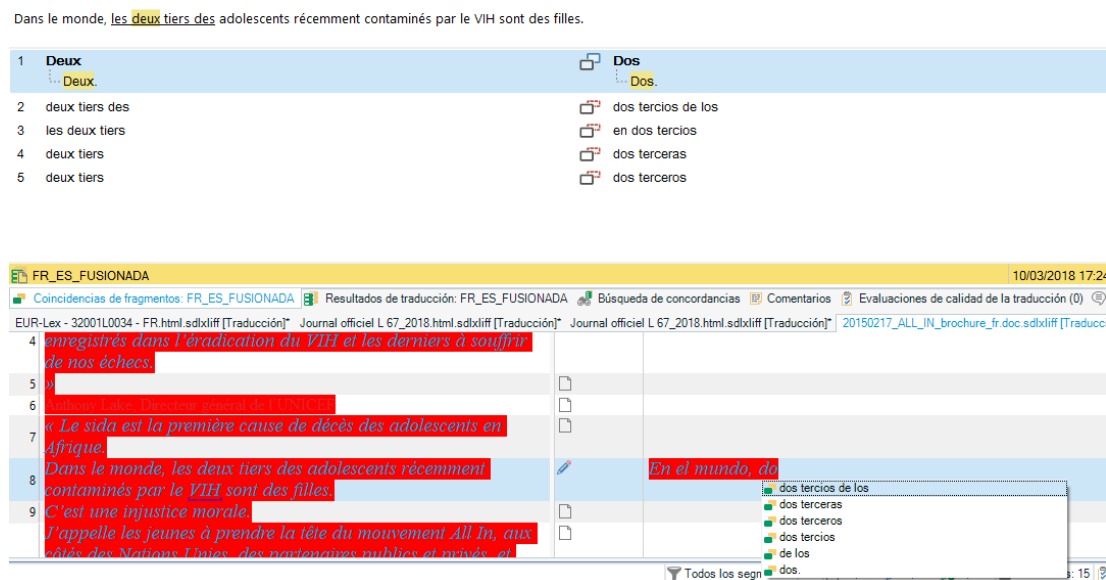 Dans le monde, les deux tiers des adolescents récemment contaminés par le VIH sont des filles.
1 Deux Dos
Deux. Dos.
2 deux tiers des dos tercios de los
3 les deux tiers en dos tercios
4 deux tiers dos terceras
5 deux tiers dos terceros
FR_ES_FUSIONADA 10/03/2018 17:24
Coincidencias de fragmentos: FR_ES_FUSIONADA Resultados de traducción: FR_ES_FUSIONADA Búsqueda de concordancias Comentarios Evaluaciones de calidad de la traducción (0)
EUR-Lex - 32001L0034 - FR.html.sdlxliff [Traducción]* Journal officiel L 67_2018.html.sdlxliff [Traducción]* Journal officiel L 67_2018.html.sdlxliff [Traducción]* 20150217_ALL_IN_brochure_fr.doc.sdlxliff [Traducc
4 enregistrés dans l'éradication du VIH et les derniers à souffrir
de nos échecs.
5 »
6 Anthony Lake, Directeur general de l UNICEF
7 « Le sida est la première cause de décès des adolescents en
Afrique.
8 Dans le monde, les deux tiers des adolescents récemment En el mundo, do
contaminés par le VIH sont des filles.
dos tercios de los
dos terceras
dos terceros
dos tercios
de los
dos.
9 C'est une injustice morale.
J'appelle les jeunes à prendre la tête du mouvement All In, aux
côtés des Nations Unies, des partenaires publics et privés, et
Todos los segn s: 15